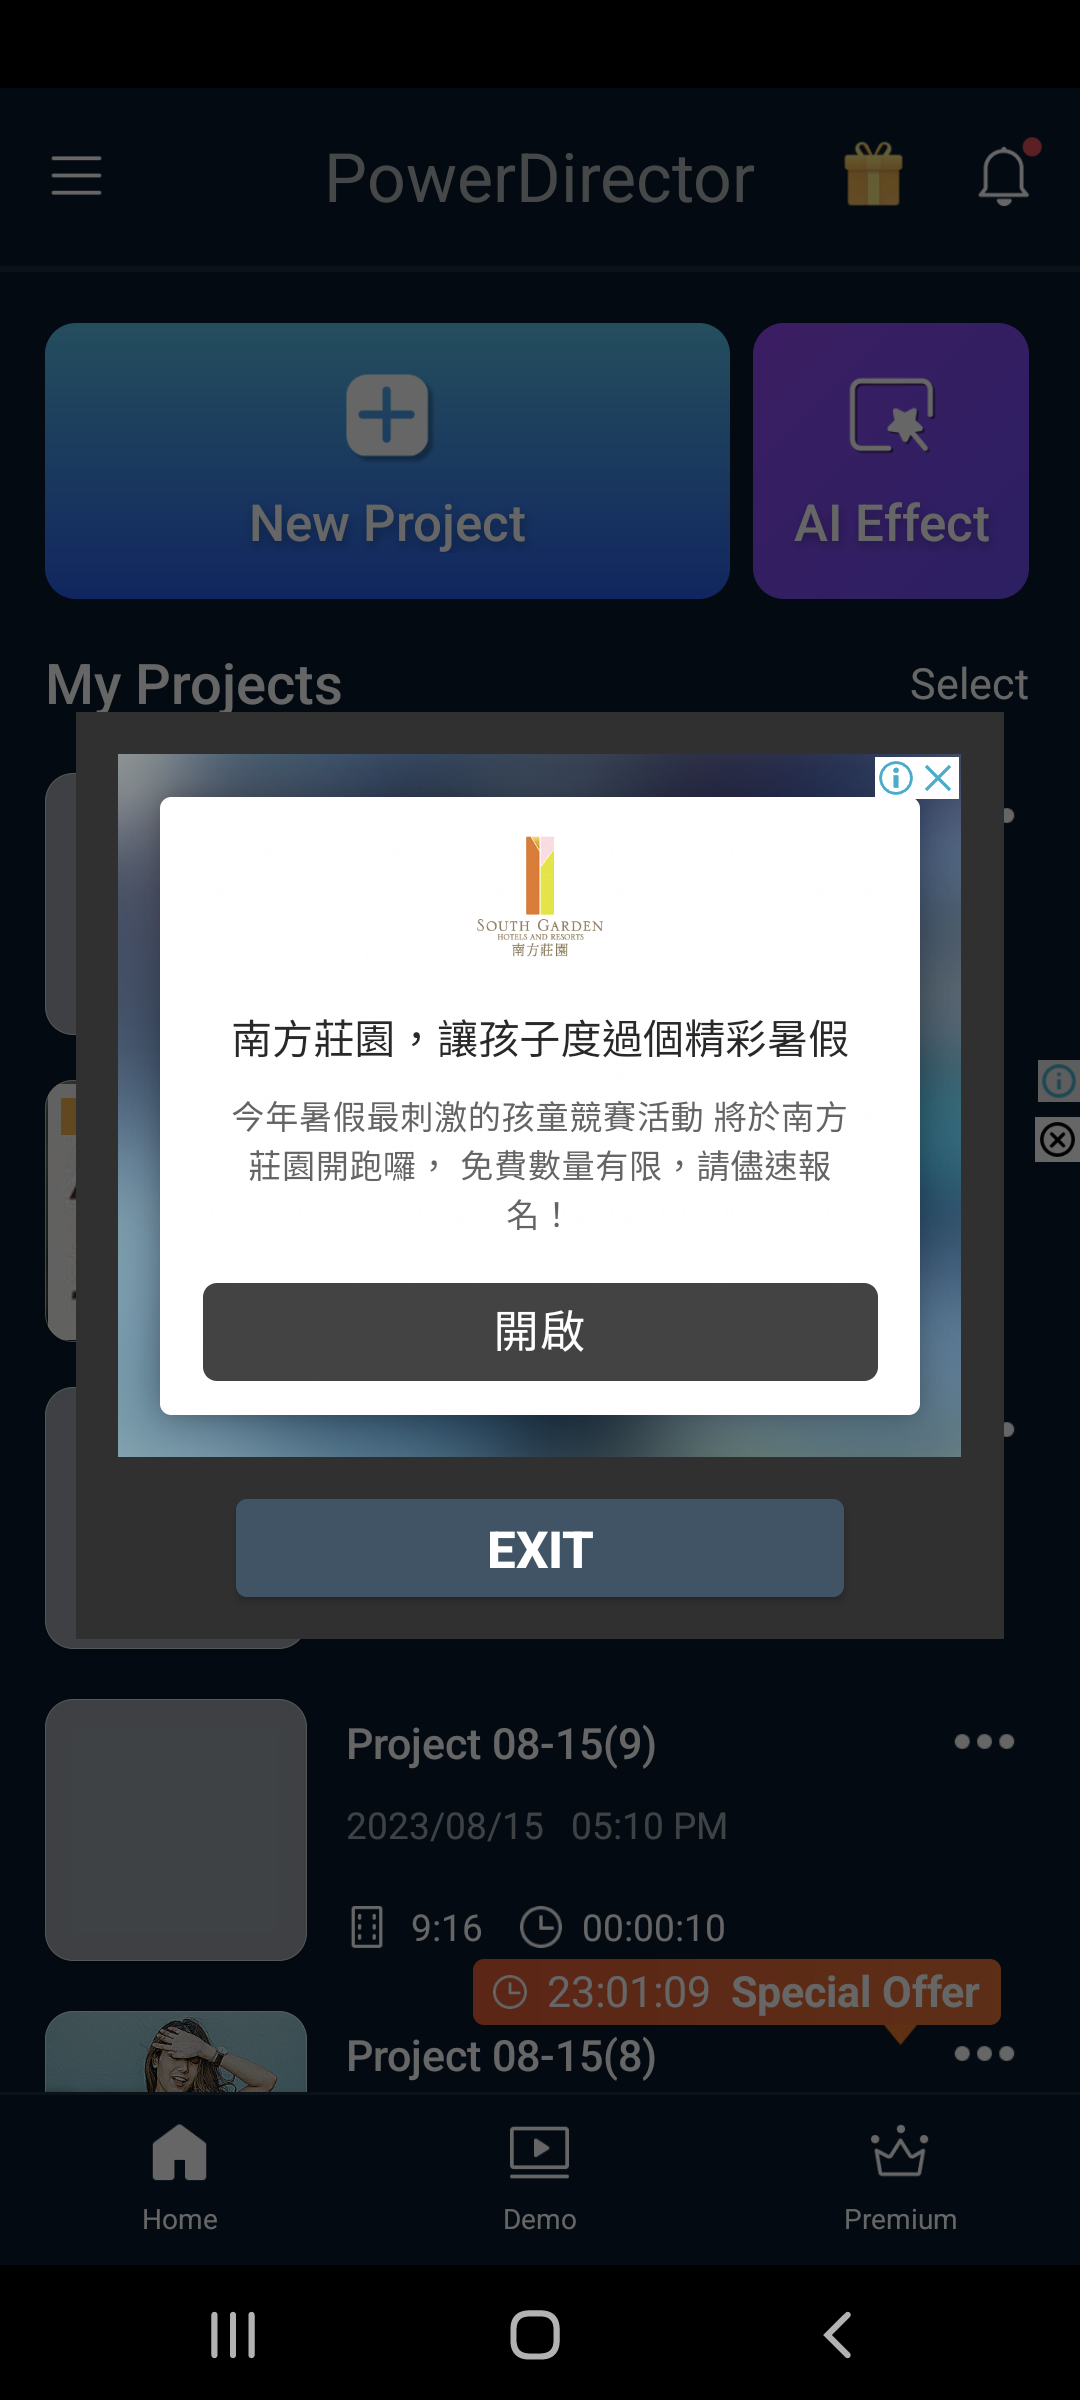 PowerDirector
New Project
AI Effect
My Projects
Select
SOUTH GARDEN
HOTELS AND RESORTS
南方莊園
南方莊園，讓孩子度過個精彩暑假
今年暑假最刺激的孩童競賽活動 將於南方
莊園開跑囉， 免費數量有限，請儘速報
名！
開啟
EXIT
Project 08-15(9)
2023/08/15 05:10 PM
9:16 00:00:10
23:01:09 Special Offer
Project 08-15(8)
Home
Demo
Premium